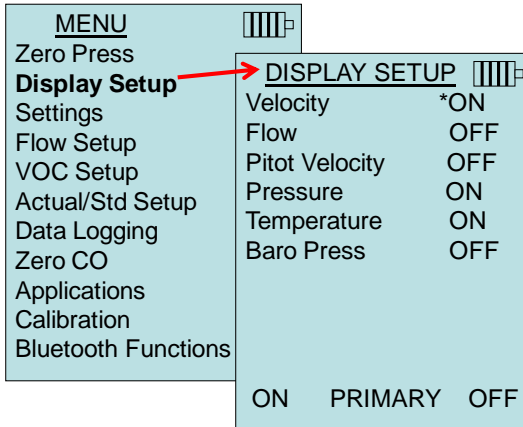 MENU
Zero Press
Display Setup
Settings
Flow Setup
VOC Setup
Actual/Std Setup
Data Logging
Zero CO
Applications
Calibration
Bluetooth Functions
DISPLAY SETUP
Velocity *ON
Flow OFF
Pitot Velocity OFF
Pressure ON
Temperature ON
Baro Press OFF
ON PRIMARY OFF